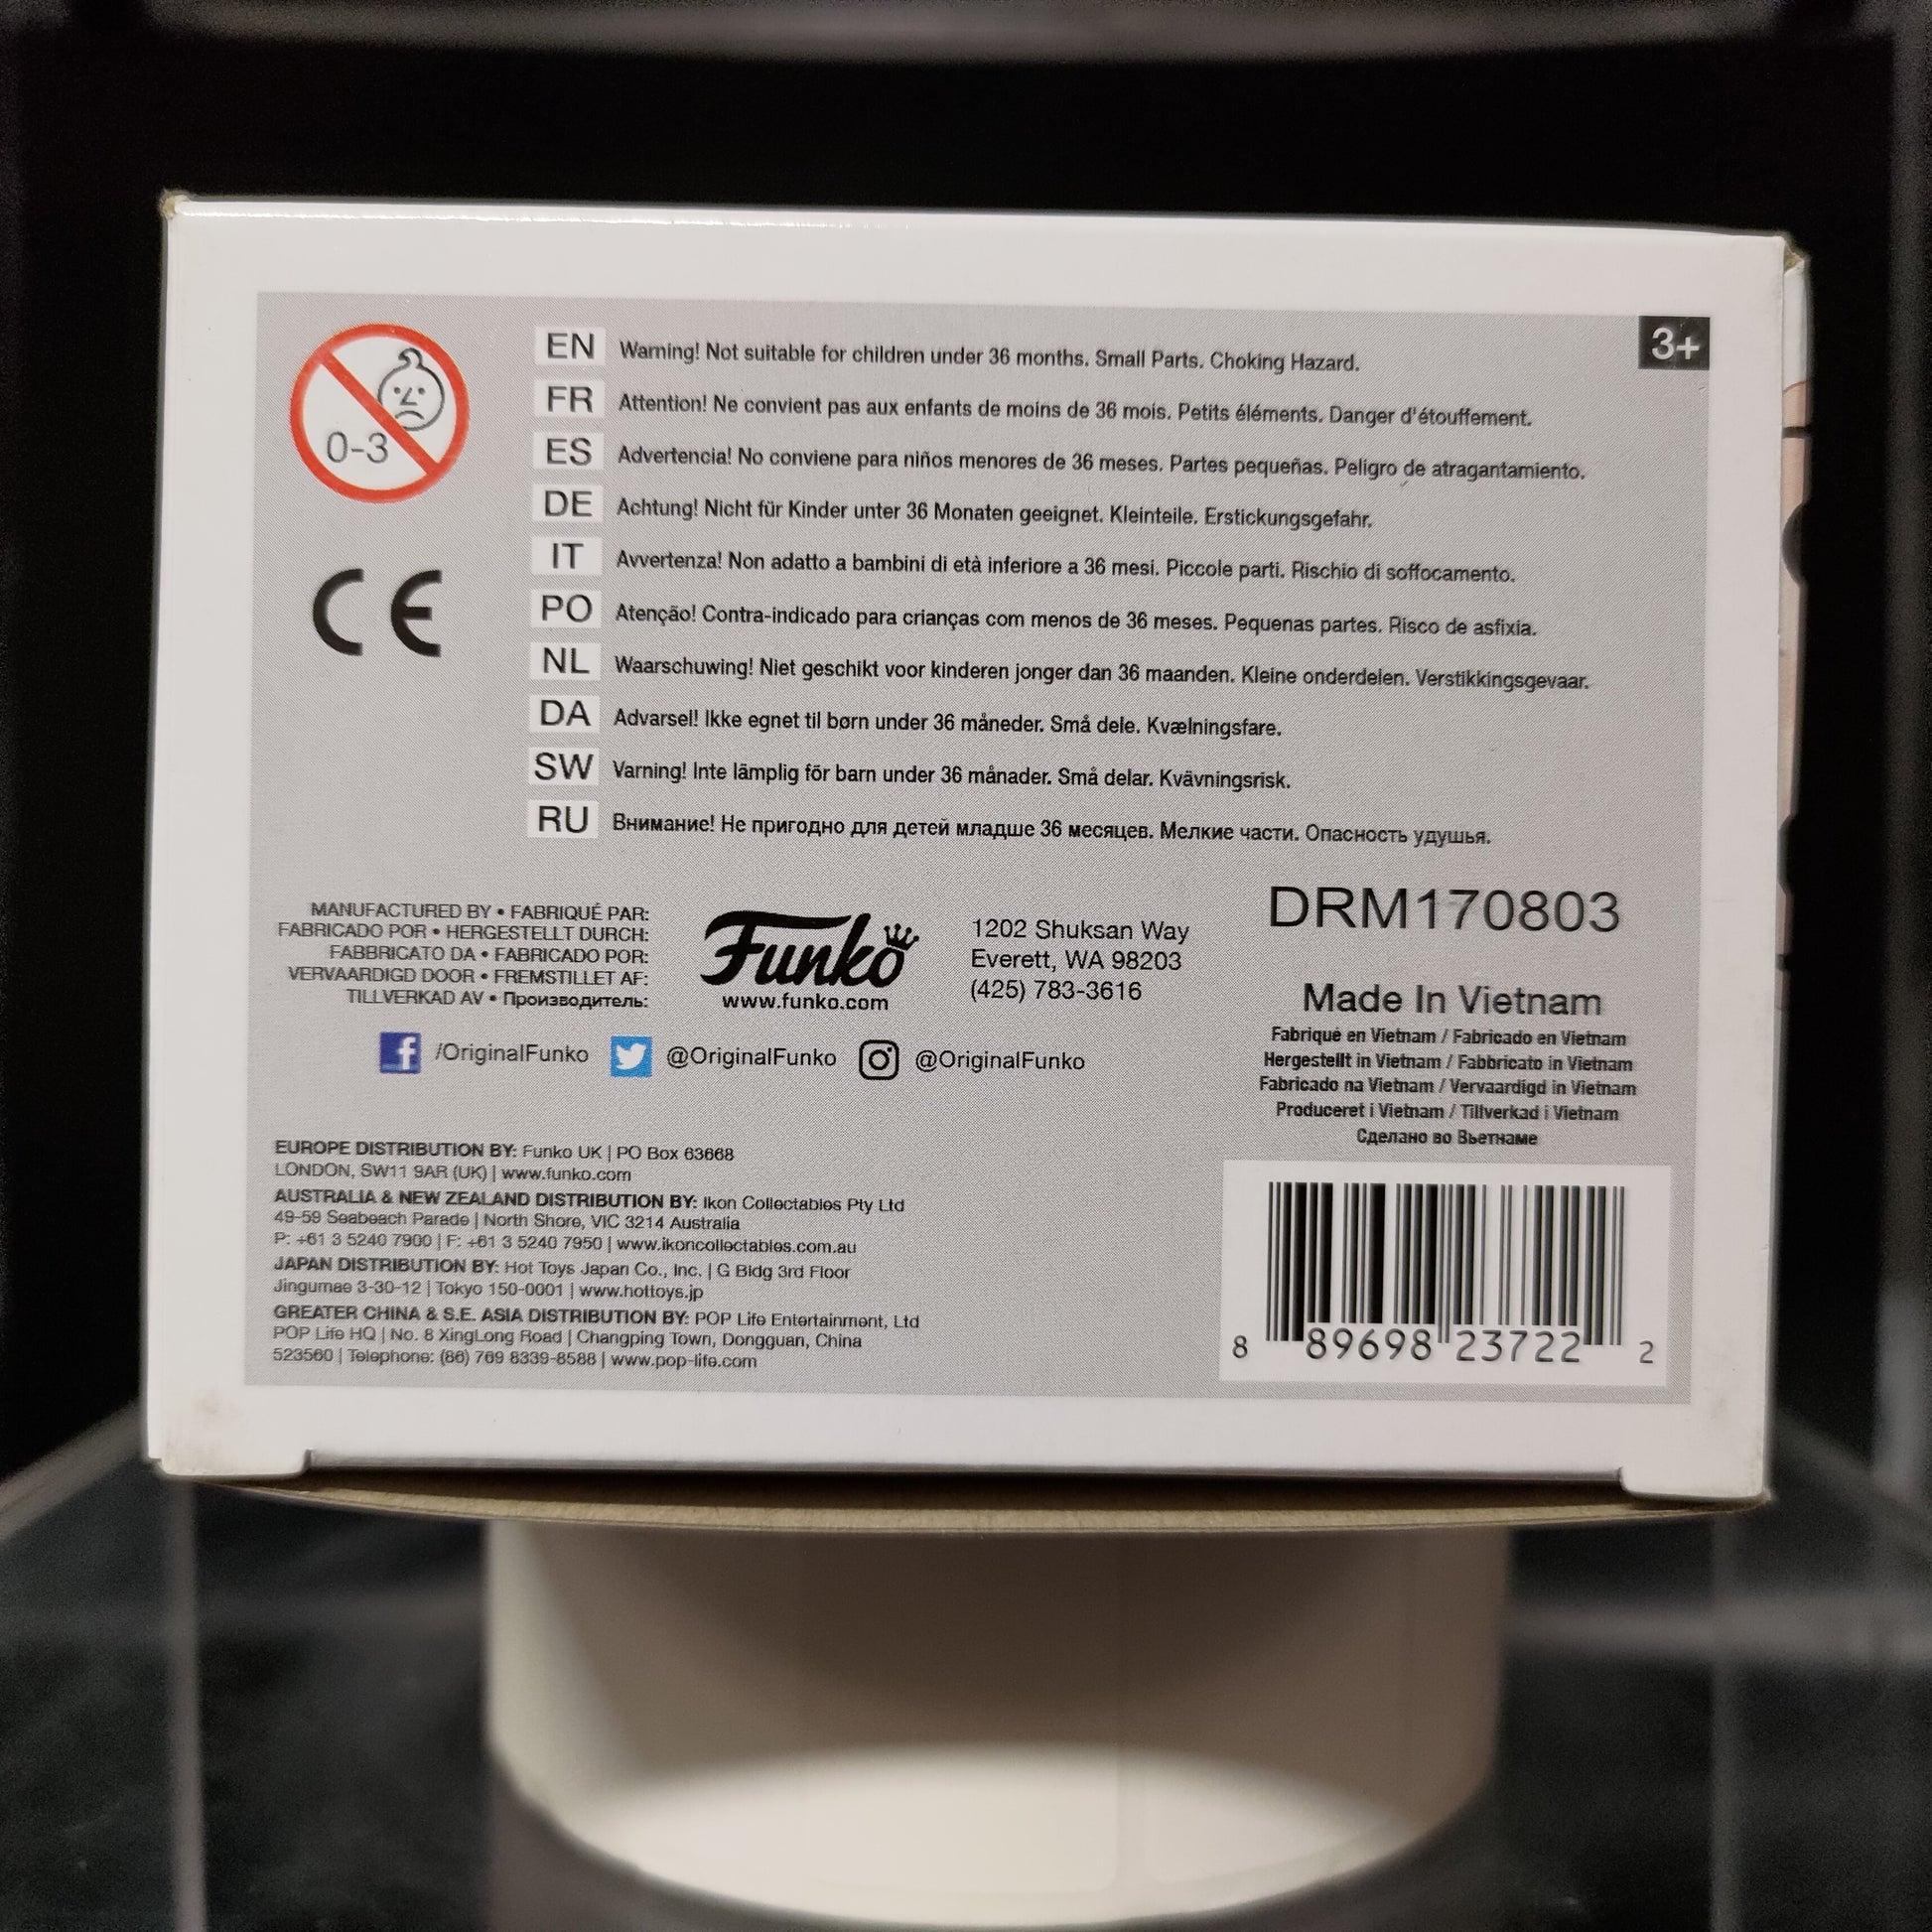 0-3
3+
EN Warning! Not suitable for children under 36 months. Small Parts. Choking Hazard.
FR Attention! Ne convient pas aux enfants de moins de 36 mois. Petits éléments. Danger d'étouffement.
ES Advertencia! No conviene para niños menores de 36 meses. Partes pequeñas. Peligro de atragantamiento.
DE Achtung! Nicht für Kinder unter 36 Monaten geeignet. Kleinteile. Erstickungsgefahr.
IT Avvertenza! Non adatto a bambini di età inferiore a 36 mesi. Piccole parti. Rischio di soffocamento.
PO Atenção! Contra-indicado para crianças com menos de 36 meses. Pequenas partes. Risco de asfixia.
NL Waarschuwing! Niet geschikt voor kinderen jonger dan 36 maanden. Kleine onderdelen. Verstikkingsgevaar.
DA Advarsel! Ikke egnet til børn under 36 måneder. Små dele. Kvælningsfare.
SW Varning! Inte lämplig för barn under 36 månader. Små delar. Kvävningsrisk.
RU Внимание! Не пригодно для детей младше 36 месяцев. Мелкие части. Опасность удушья.
CE
MANUFACTURED BY • FABRIQUÉ PAR:
FABRICADO POR • HERGESTELLT DURCH:
FABBRICATO DA • FABRICADO POR:
VERVAARDIGD DOOR • FREMSTILLET AF:
TILLVERKAD AV • Производитель:
Funko
www.funko.com
1202 Shuksan Way
Everett, WA 98203
(425) 783-3616
/OriginalFunko @OriginalFunko @OriginalFunko
DRM170803
Made In Vietnam
Fabriqué en Vietnam / Fabricado en Vietnam
Hergestellt in Vietnam / Fabbricato in Vietnam
Fabricado na Vietnam / Vervaardigd in Vietnam
Produceret i Vietnam / Tillverkad i Vietnam
Сделано во Вьетнаме
EUROPE DISTRIBUTION BY: Funko UK | PO Box 63668
LONDON, SW11 9AR (UK) | www.funko.com
AUSTRALIA & NEW ZEALAND DISTRIBUTION BY: Ikon Collectables Pty Ltd
49-59 Seabeach Parade | North Shore, VIC 3214 Australia
P: +61 3 5240 7900 | F: +61 3 5240 7950 | www.ikoncollectables.com.au
JAPAN DISTRIBUTION BY: Hot Toys Japan Co., Inc. | G Bldg 3rd Floor
Jingumae 3-30-12 | Tokyo 150-0001 | www.hottoys.jp
GREATER CHINA & S.E. ASIA DISTRIBUTION BY: POP Life Entertainment, Ltd
POP Life HQ | No. 8 XingLong Road | Changping Town, Dongguan, China
523560 | Telephone: (86) 769 8339-8588 | www.pop-life.com
8 89698 23722 2